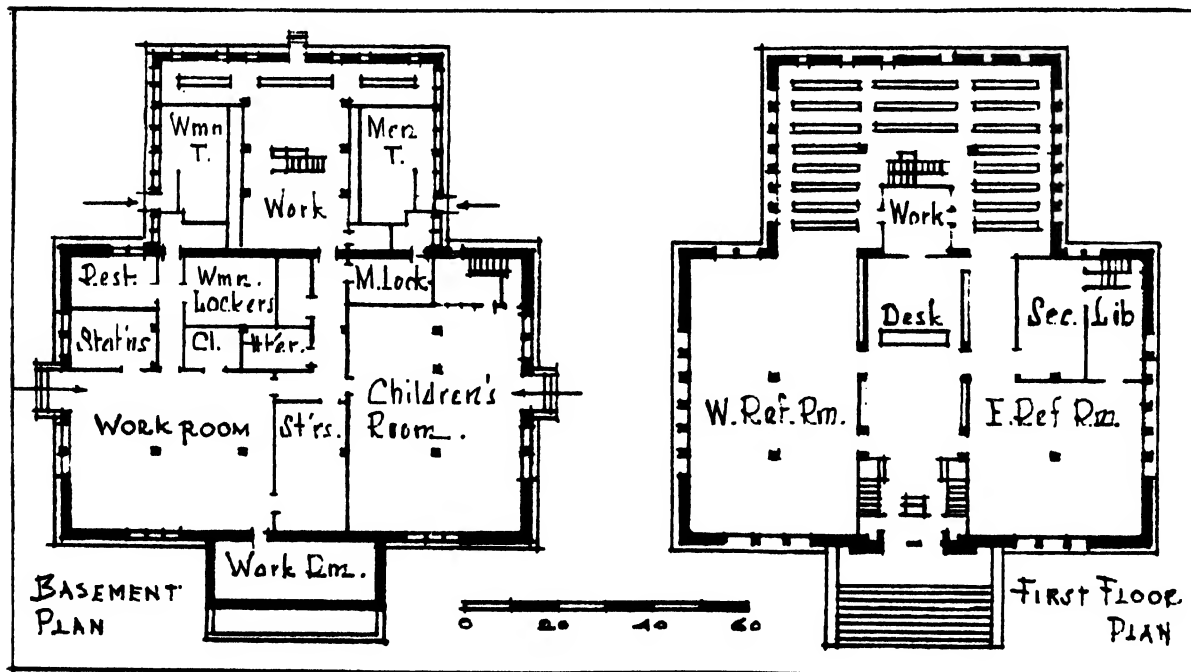 Wmn
T.
Men
T.
Work
Rest.
Wmn.
Lockers
M.Lock
Stat'ns
Cl.
Htr.
Work room
St'rs.
Children's
Room.
Work Rm.
Basement
Plan
0 20 40 60
Work
Desk
Sec. Lib
W. Ref. Rm.
E. Ref Rm.
First Floor
Plan